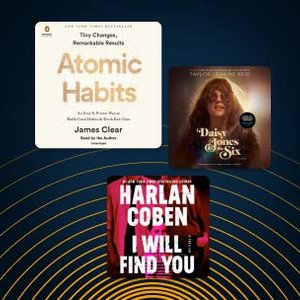 #1 NEW YORK TIMES BESTSELLER
Tiny Changes,
Remarkable Results
Atomic
Habits
An Easy & Proven Way to
Build Good Habits & Break Bad Ones
James Clear
Read by the Author
Unabridged
TAYLOR JENKINS REID
Daisy
Jones &
the
Six
HARLAN
COBEN
I WILL
FIND YOU